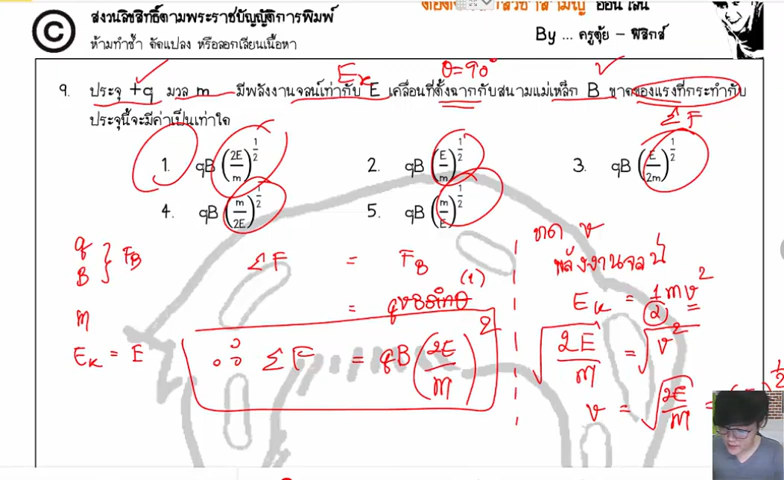 สงวนลิขสิทธิ์ตามพระราชบัญญัติการพิมพ์
ห้ามทำซ้ำ ดัดแปลง หรือลอกเลียนเนื้อหา
©
By ... ครูตุ้ย - ฟิสิกส์
Ek θ=90°
9. ประจุ +q มวล m มีพลังงานจลน์เท่ากับ E เคลื่อนที่ตั้งฉากกับสนามแม่เหล็ก B ขนาดของแรงที่กระทำกับ
ประจุนี้จะมีค่าเป็นเท่าใด
ΣF
1. qB (2E/m)^1/2 2. qB (E/m)^1/2 3. qB (E/2m)^1/2
4. qB (m/2E)^1/2 5. qB (m/E)^1/2
q
B } FB
m
Ek = E
ΣF = FB
(1)
= qvBsinθ
∴ ΣF = qB (2E/m)^1/2
หา v
พลังงานจลน์
Ek = 1/2 mv²
√2E/m = √v²
v = √2E/m =